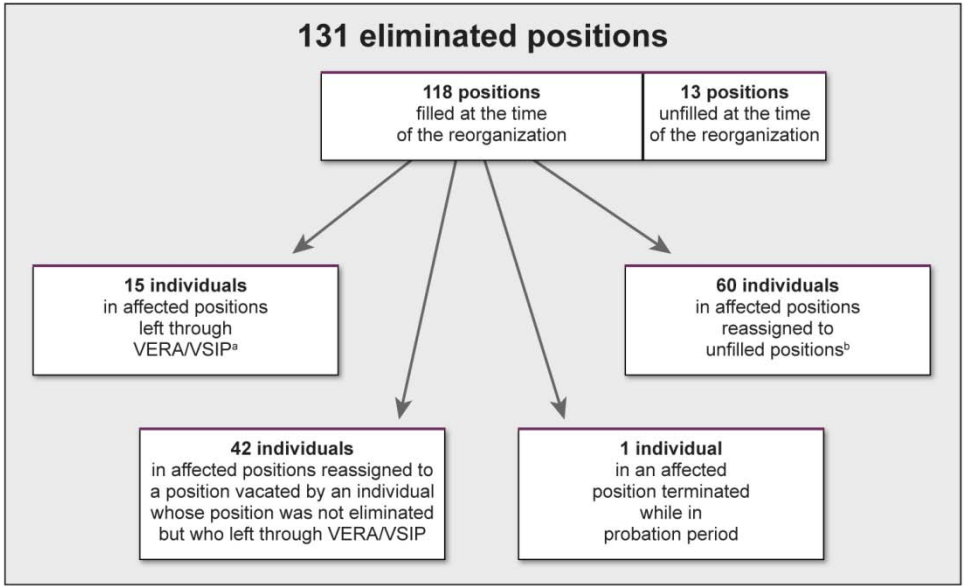 131 eliminated positions
118 positions
filled at the time
of the reorganization
13 positions
unfilled at the time
of the reorganization
15 individuals
in affected positions
left through
VERA/VSIPᵃ
60 individuals
in affected positions
reassigned to
unfilled positionsᵇ
42 individuals
in affected positions reassigned to
a position vacated by an individual
whose position was not eliminated
but who left through VERA/VSIP
1 individual
in an affected
position terminated
while in
probation period